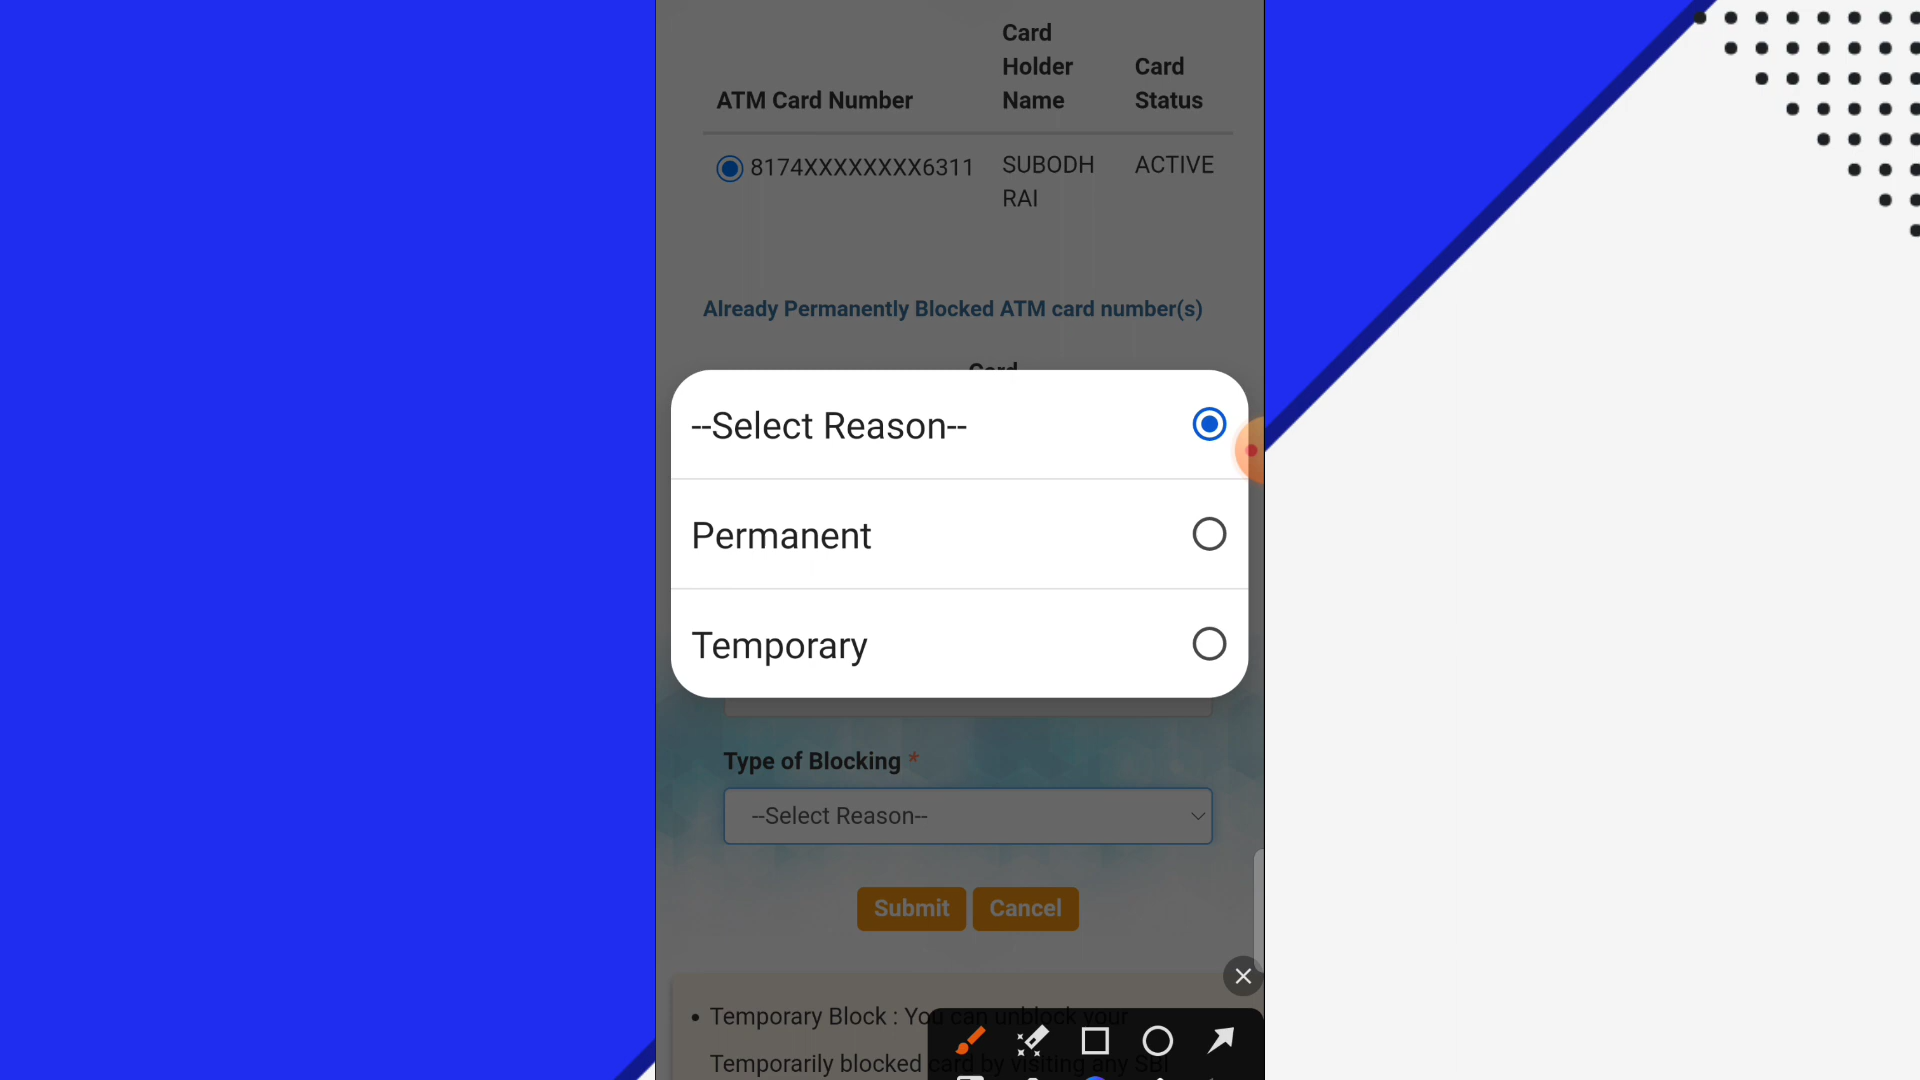 Card
Holder
Name
Card
Status
ATM Card Number
8174XXXXXXXX6311
SUBODH
RAI
ACTIVE
Already Permanently Blocked ATM card number(s)
Card
--Select Reason--
Permanent
Temporary
Type of Blocking *
--Select Reason--
Submit
Cancel
• Temporary Block : You can unblock your
Temporarily blocked card by visiting any SBI